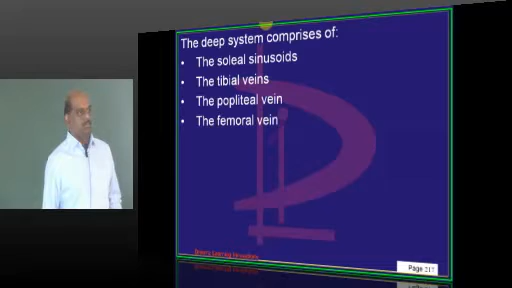 The deep system comprises of:
• The soleal sinusoids
• The tibial veins
• The popliteal vein
• The femoral vein
Page